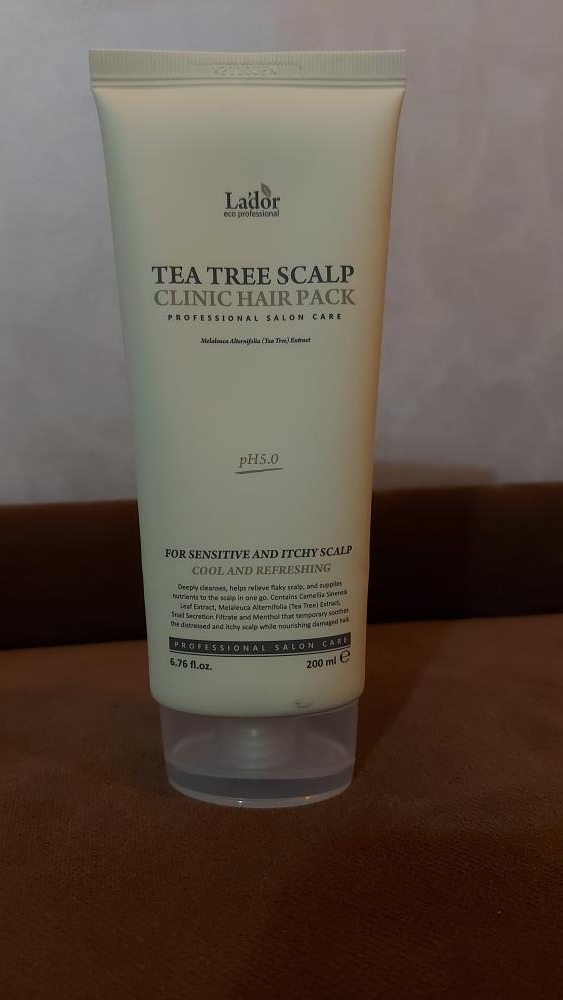 La'dor
eco professional
TEA TREE SCALP
CLINIC HAIR PACK
PROFESSIONAL SALON CARE
Melaleuca Alternifolia (Tea Tree) Extract
pH5.0
FOR SENSITIVE AND ITCHY SCALP
COOL AND REFRESHING
Deeply cleanses, helps relieve flaky scalp, and supplies
nutrients to the scalp in one go. Contains Camellia Sinensis
Leaf Extract, Melaleuca Alternifolia (Tea Tree) Extract,
Snail Secretion Filtrate and Menthol that temporary soothes
the distressed and itchy scalp while nourishing damaged hair.
PROFESSIONAL SALON CARE
6.76 fl.oz. 200 ml ℮